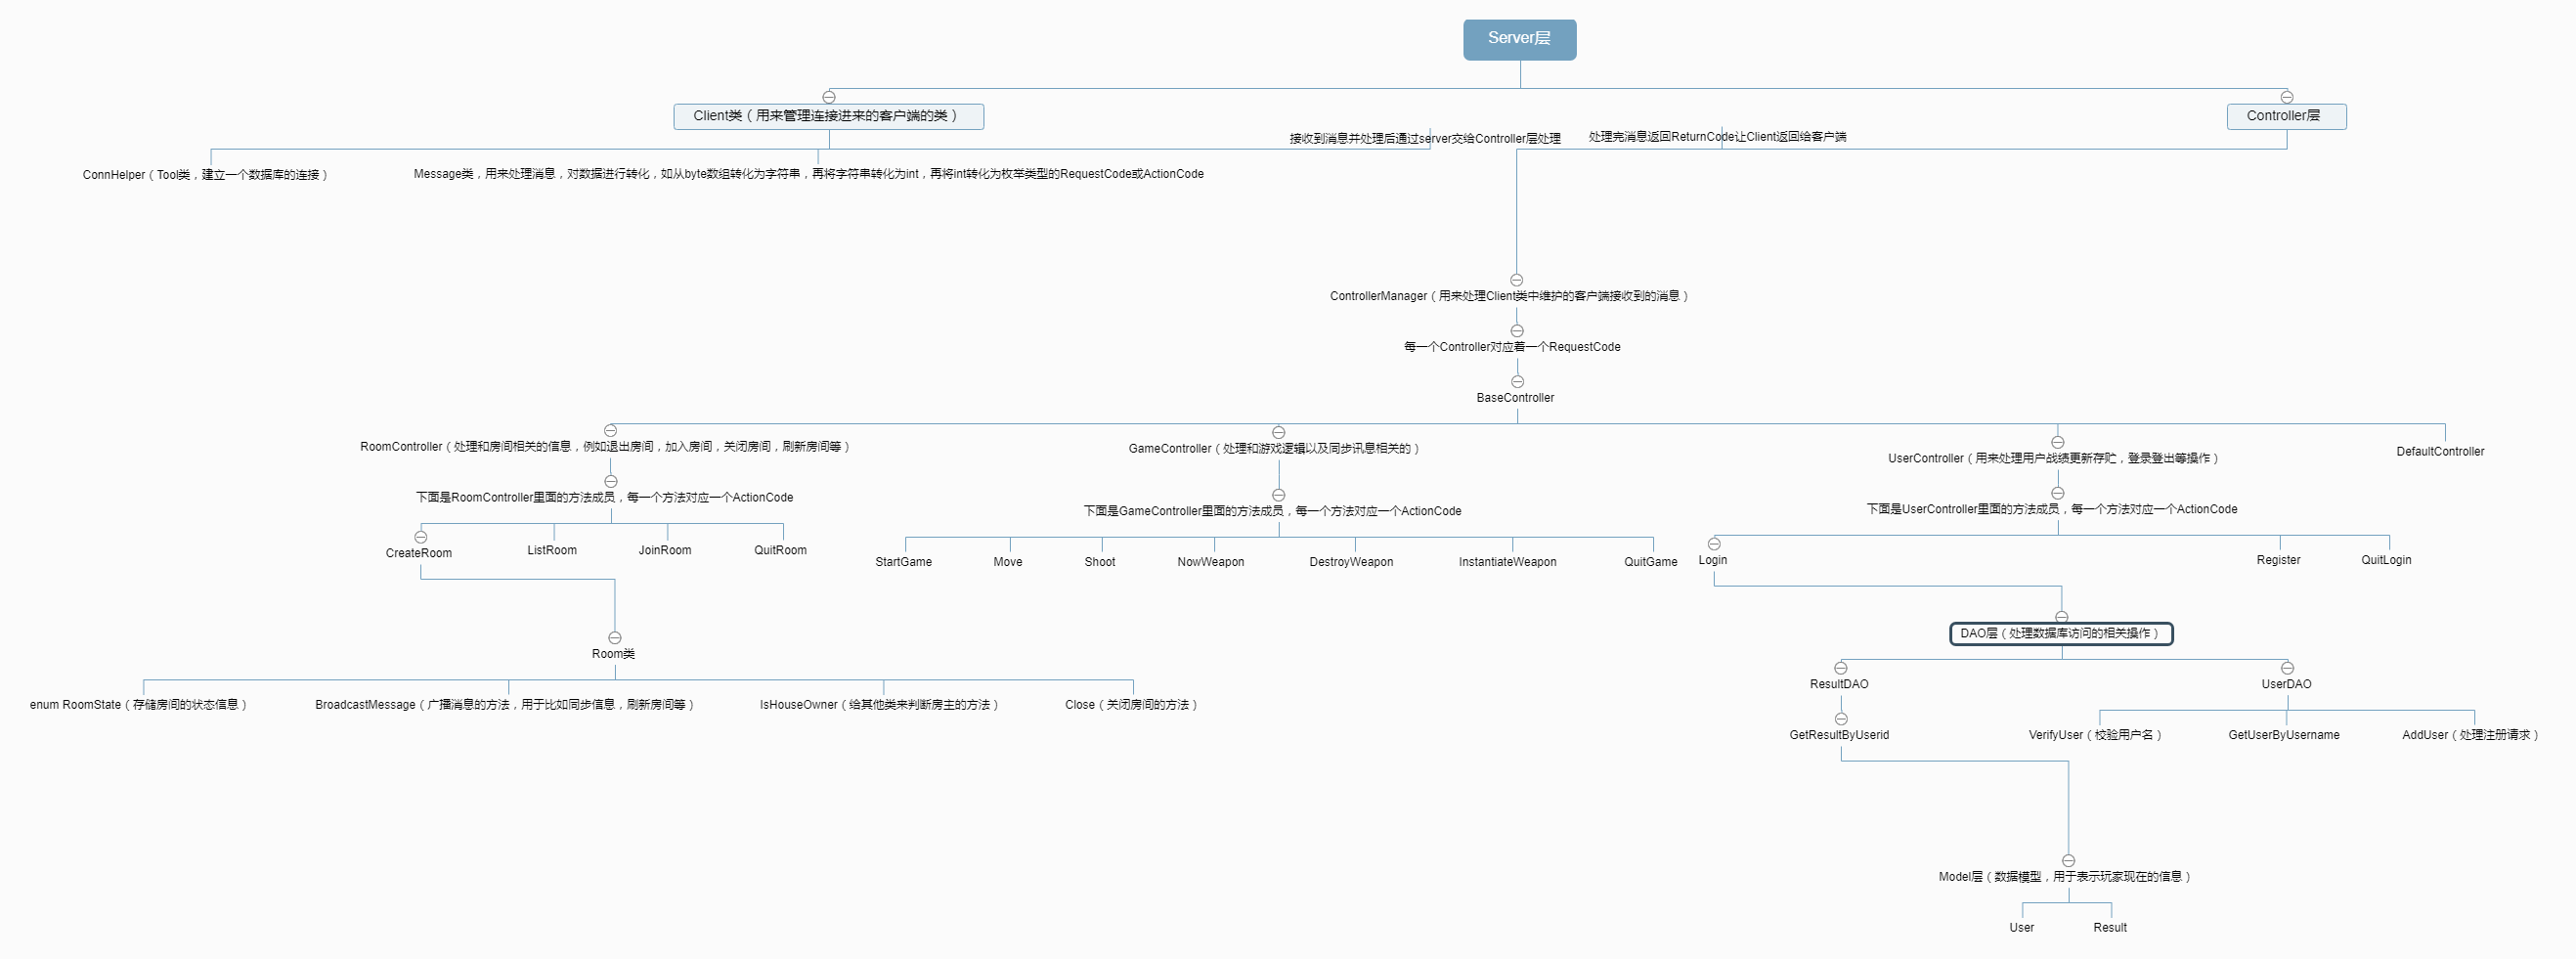 Server层
Client类（用来管理连接进来的客户端的类）
Controller层
接收到消息并处理后通过server交给Controller层处理
处理完消息返回ReturnCode让Client返回给客户端
ConnHelper（Tool类，建立一个数据库的连接）
Message类，用来处理消息，对数据进行转化，如从byte数组转化为字符串，再将字符串转化为int，再将int转化为枚举类型的RequestCode或ActionCode
ControllerManager（用来处理Client类中维护的客户端接收到的消息）
每一个Controller对应着一个RequestCode
BaseController
RoomController（处理和房间相关的信息，例如退出房间，加入房间，关闭房间，刷新房间等）
GameController（处理和游戏逻辑以及同步讯息相关的）
UserController（用来处理用户战绩更新存贮，登录登出等操作）
DefaultController
下面是RoomController里面的方法成员，每一个方法对应一个ActionCode
下面是GameController里面的方法成员，每一个方法对应一个ActionCode
下面是UserController里面的方法成员，每一个方法对应一个ActionCode
CreateRoom
ListRoom
JoinRoom
QuitRoom
StartGame
Move
Shoot
NowWeapon
DestroyWeapon
InstantiateWeapon
QuitGame
Login
Register
QuitLogin
DAO层（处理数据库访问的相关操作）
Room类
ResultDAO
UserDAO
enum RoomState（存储房间的状态信息）
BroadcastMessage（广播消息的方法，用于比如同步信息，刷新房间等）
IsHouseOwner（给其他类来判断房主的方法）
Close（关闭房间的方法）
GetResultByUserid
VerifyUser（校验用户名）
GetUserByUsername
AddUser（处理注册请求）
Model层（数据模型，用于表示玩家现在的信息）
User
Result